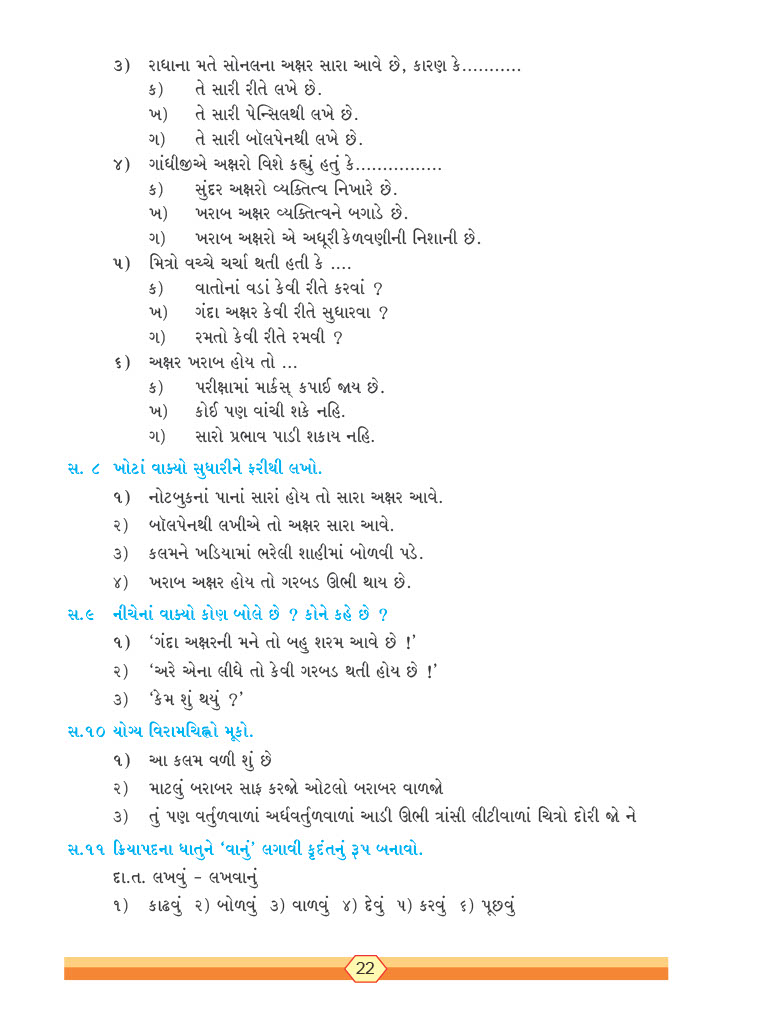 ૩) રાધાના મતે સોનલના અક્ષર સારા આવે છે, કારણ કે...........
ક) તે સારી રીતે લખે છે.
ખ) તે સારી પેન્સિલથી લખે છે.
ગ) તે સારી બૉલપેનથી લખે છે.
૪) ગાંધીજીએ અક્ષરો વિશે કહ્યું હતું કે................
ક) સુંદર અક્ષરો વ્યક્તિત્વ નિખારે છે.
ખ) ખરાબ અક્ષર વ્યક્તિત્વને બગાડે છે.
ગ) ખરાબ અક્ષરો એ અધૂરી કેળવણીની નિશાની છે.
૫) મિત્રો વચ્ચે ચર્ચા થતી હતી કે ....
ક) વાતોનાં વડાં કેવી રીતે કરવાં ?
ખ) ગંદા અક્ષર કેવી રીતે સુધારવા ?
ગ) રમતો કેવી રીતે રમવી ?
૬) અક્ષર ખરાબ હોય તો ...
ક) પરીક્ષામાં માર્કસ્ કપાઈ જાય છે.
ખ) કોઈ પણ વાંચી શકે નહિ.
ગ) સારો પ્રભાવ પાડી શકાય નહિ.
સ. ૮ ખોટાં વાક્યો સુધારીને ફરીથી લખો.
૧) નોટબુકનાં પાનાં સારાં હોય તો સારા અક્ષર આવે.
૨) બૉલપેનથી લખીએ તો અક્ષર સારા આવે.
૩) કલમને ખડિયામાં ભરેલી શાહીમાં બોળવી પડે.
૪) ખરાબ અક્ષર હોય તો ગરબડ ઊભી થાય છે.
સ.૯ નીચેનાં વાક્યો કોણ બોલે છે ? કોને કહે છે ?
૧) ‘ગંદા અક્ષરની મને તો બહુ શરમ આવે છે !’
૨) ‘અરે એના લીધે તો કેવી ગરબડ થતી હોય છે !’
૩) ‘કેમ શું થયું ?’
સ.૧૦ યોગ્ય વિરામચિહ્નો મૂકો.
૧) આ કલમ વળી શું છે
૨) માટલું બરાબર સાફ કરજો ઓટલો બરાબર વાળજો
૩) તું પણ વર્તુળવાળાં અર્ધવર્તુળવાળાં આડી ઊભી ત્રાંસી લીટીવાળાં ચિત્રો દોરી જો ને
સ.૧૧ ક્રિયાપદના ધાતુને ‘વાનું’ લગાવી કૃદંતનું રૂપ બનાવો.
દા.ત. લખવું - લખવાનું
૧) કાઢવું ૨) બોળવું ૩) વાળવું ૪) દેવું ૫) કરવું ૬) પૂછવું
22